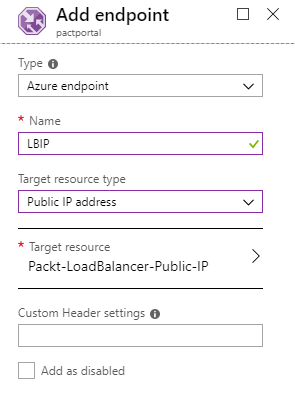 Add endpoint
pactportal
Type
Azure endpoint
* Name
LBIP
Target resource type
Public IP address
* Target resource
Packt-LoadBalancer-Public-IP
Custom Header settings
Add as disabled